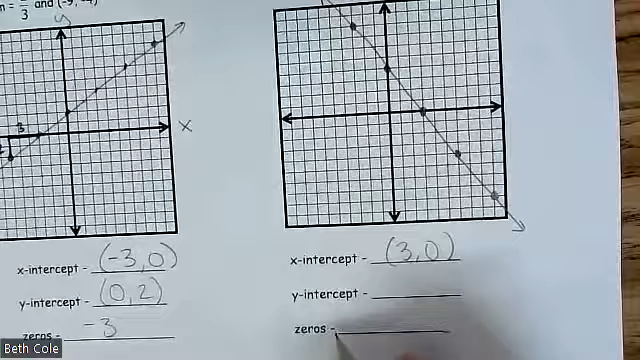 and (-9, -4)
3
y
3
x
x-intercept - (-3, 0)
y-intercept - (0, 2)
zeros - -3
x-intercept - (3, 0)
y-intercept -
zeros -
Beth Cole